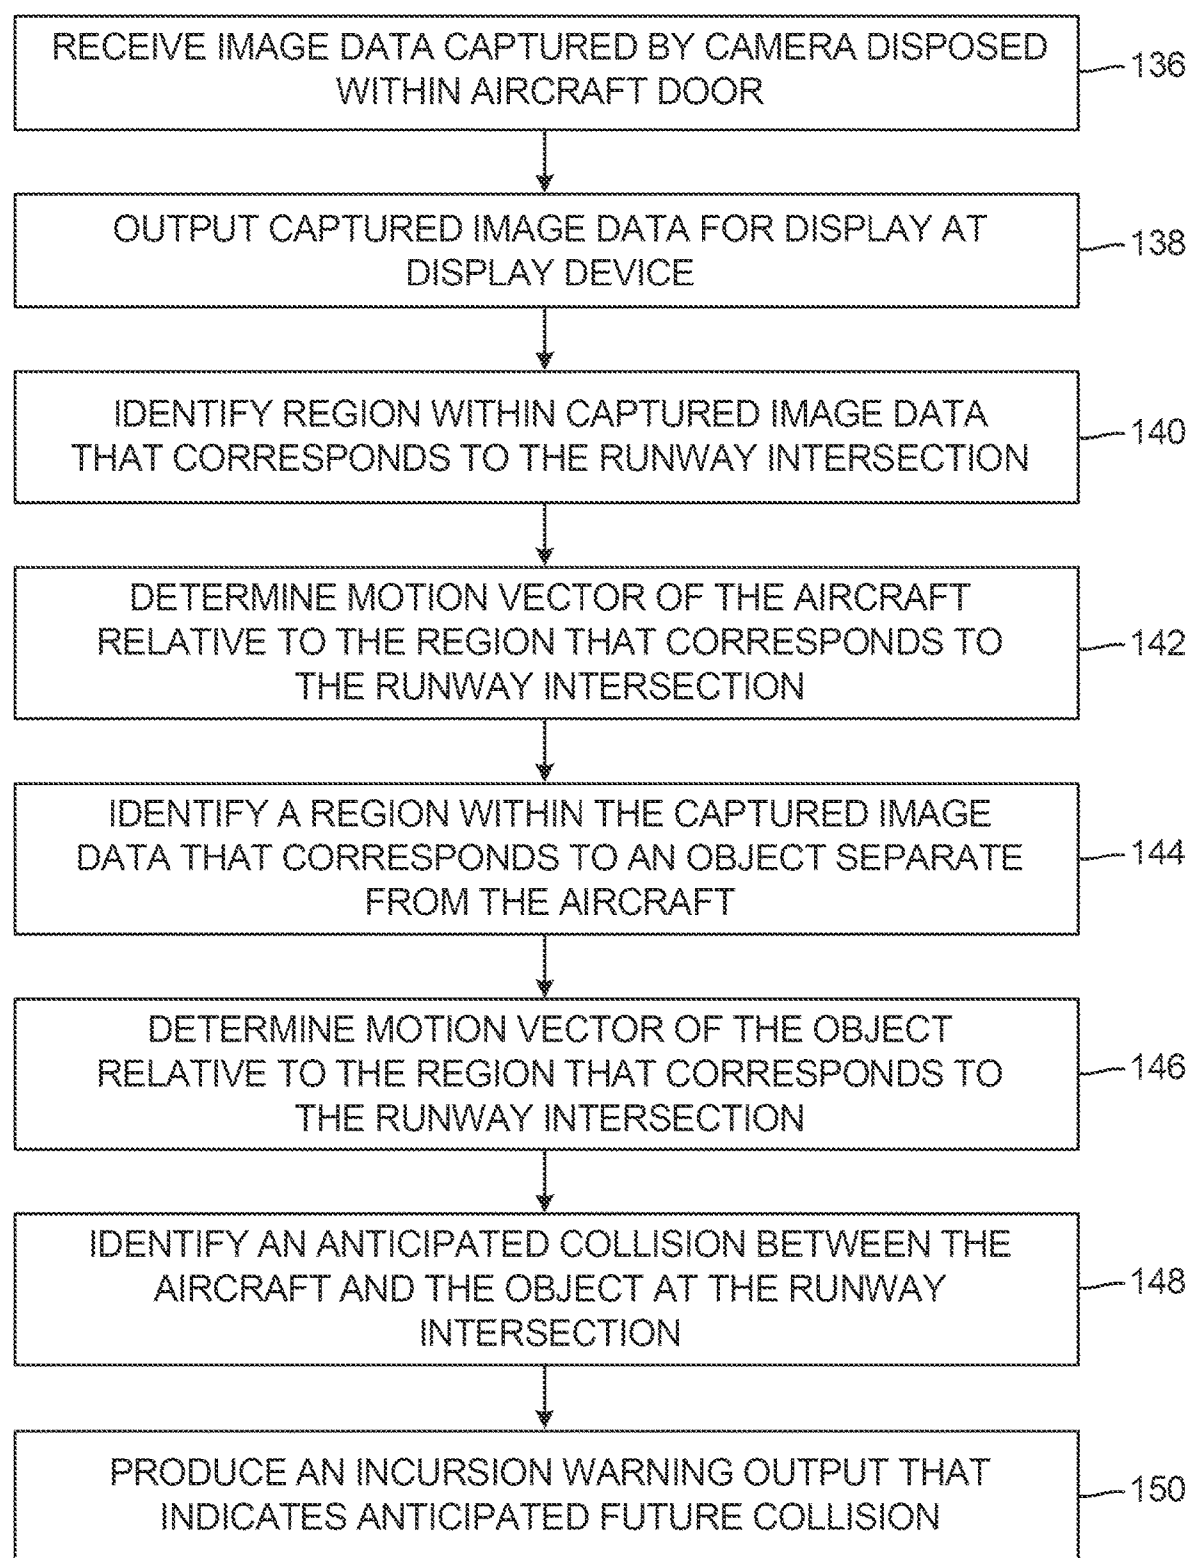 RECEIVE IMAGE DATA CAPTURED BY CAMERA DISPOSED
WITHIN AIRCRAFT DOOR
136
OUTPUT CAPTURED IMAGE DATA FOR DISPLAY AT
DISPLAY DEVICE
138
IDENTIFY REGION WITHIN CAPTURED IMAGE DATA
THAT CORRESPONDS TO THE RUNWAY INTERSECTION
140
DETERMINE MOTION VECTOR OF THE AIRCRAFT
RELATIVE TO THE REGION THAT CORRESPONDS TO
THE RUNWAY INTERSECTION
142
IDENTIFY A REGION WITHIN THE CAPTURED IMAGE
DATA THAT CORRESPONDS TO AN OBJECT SEPARATE
FROM THE AIRCRAFT
144
DETERMINE MOTION VECTOR OF THE OBJECT
RELATIVE TO THE REGION THAT CORRESPONDS TO
THE RUNWAY INTERSECTION
146
IDENTIFY AN ANTICIPATED COLLISION BETWEEN THE
AIRCRAFT AND THE OBJECT AT THE RUNWAY
INTERSECTION
148
PRODUCE AN INCURSION WARNING OUTPUT THAT
INDICATES ANTICIPATED FUTURE COLLISION
150